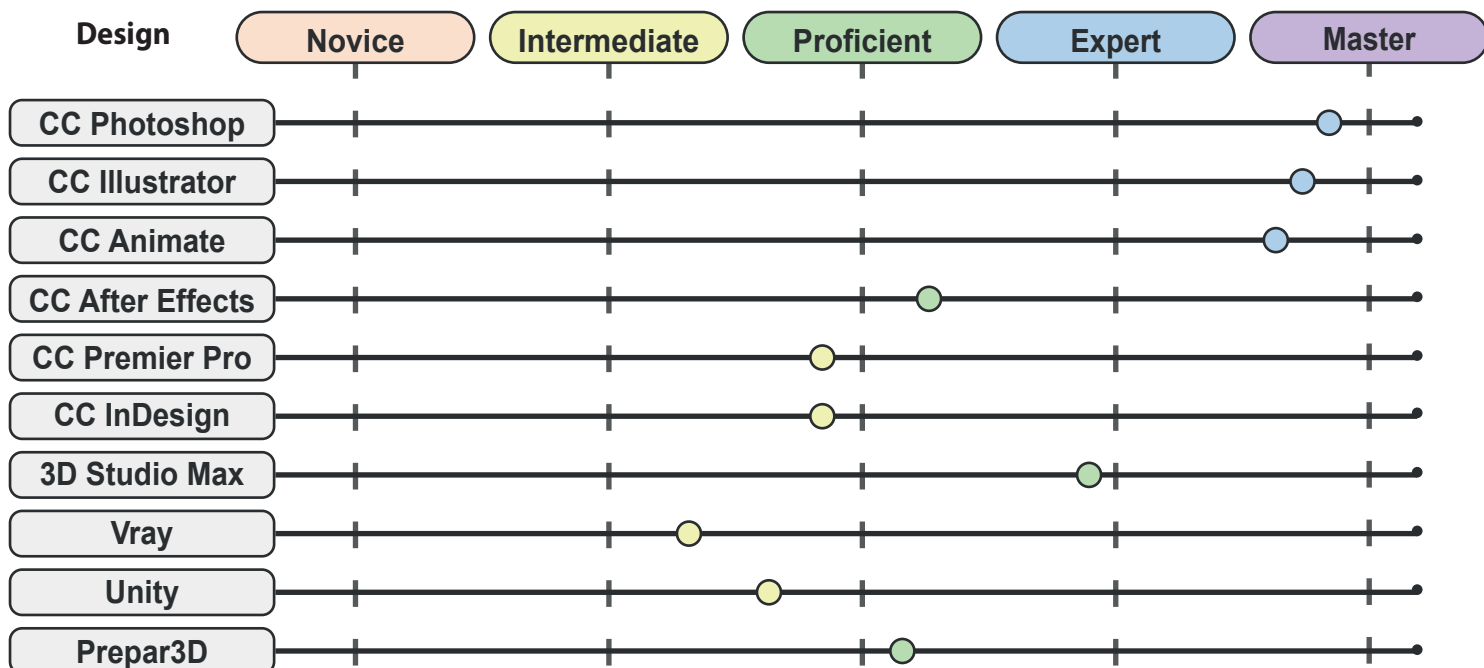 Design Novice Intermediate Proficient Expert Master
CC Photoshop
CC Illustrator
CC Animate
CC After Effects
CC Premier Pro
CC InDesign
3D Studio Max
Vray
Unity
Prepar3D